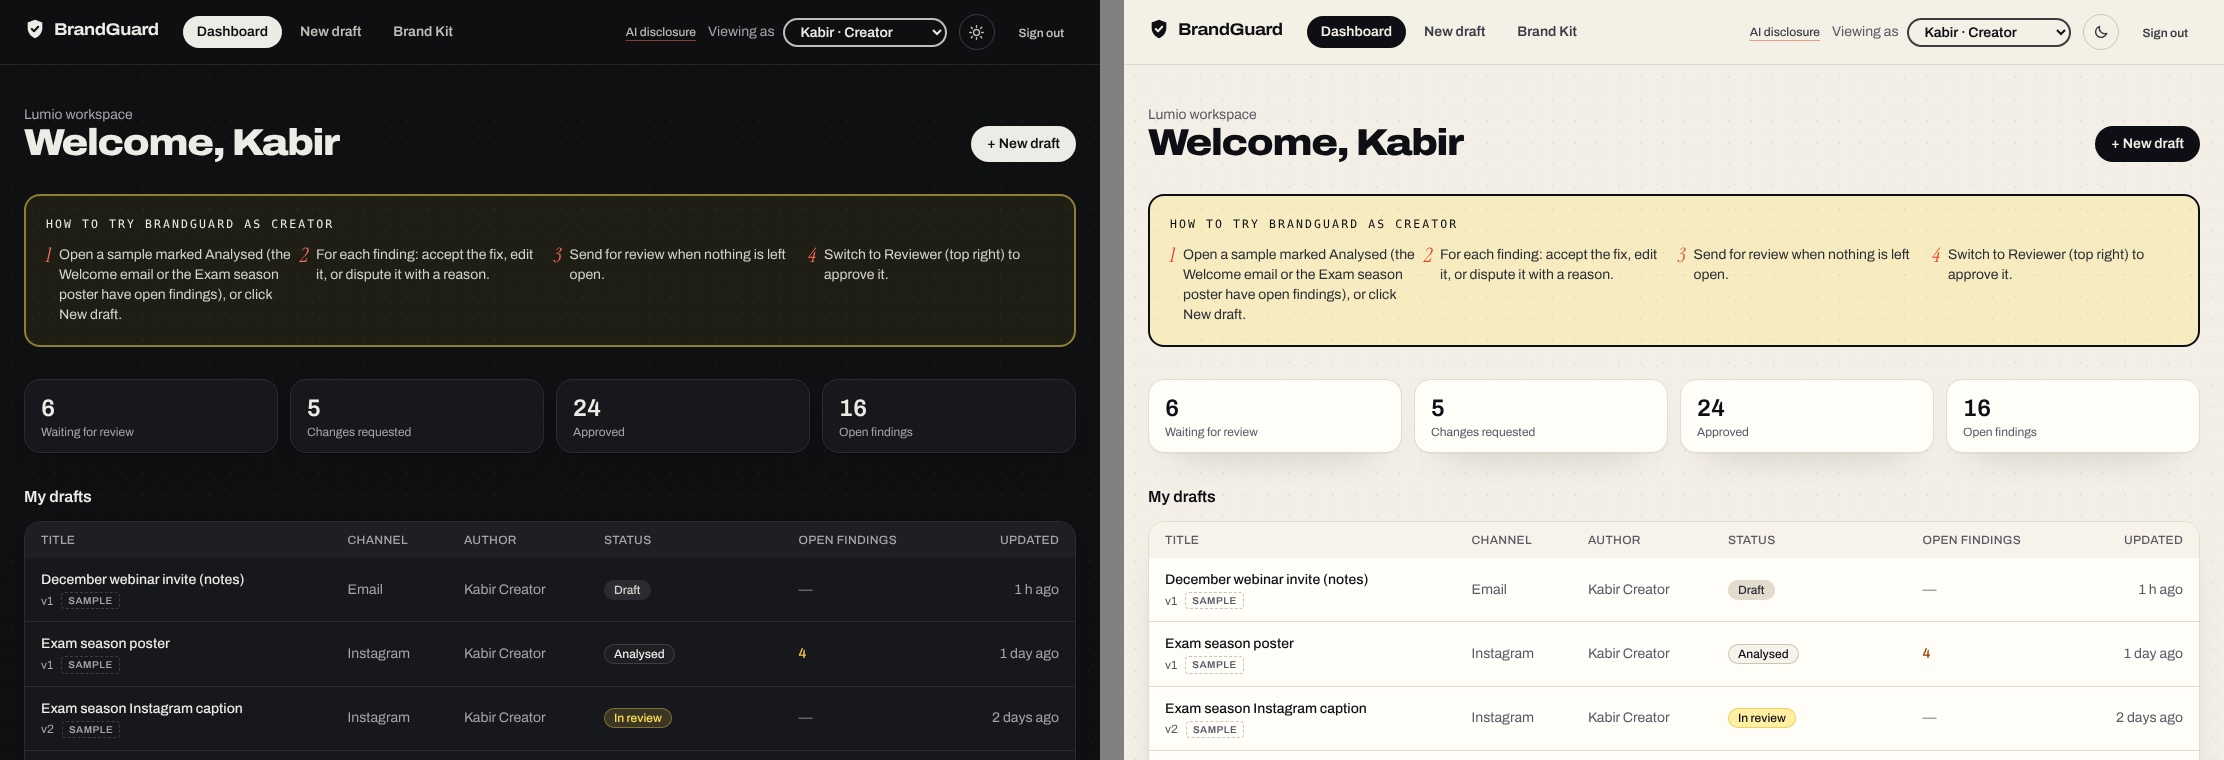 BrandGuard Dashboard New draft Brand Kit AI disclosure Viewing as Kabir · Creator Sign out
Lumio workspace
Welcome, Kabir
+ New draft
HOW TO TRY BRANDGUARD AS CREATOR
1 Open a sample marked Analysed (the
Welcome email or the Exam season
poster have open findings), or click
New draft.
2 For each finding: accept the fix, edit
it, or dispute it with a reason.
3 Send for review when nothing is left
open.
4 Switch to Reviewer (top right) to
approve it.
6
Waiting for review
5
Changes requested
24
Approved
16
Open findings
My drafts
TITLE CHANNEL AUTHOR STATUS OPEN FINDINGS UPDATED
December webinar invite (notes)
v1 SAMPLE
Email Kabir Creator Draft — 1 h ago
Exam season poster
v1 SAMPLE
Instagram Kabir Creator Analysed 4 1 day ago
Exam season Instagram caption
v2 SAMPLE
Instagram Kabir Creator In review — 2 days ago
BrandGuard Dashboard New draft Brand Kit AI disclosure Viewing as Kabir · Creator Sign out
Lumio workspace
Welcome, Kabir
+ New draft
HOW TO TRY BRANDGUARD AS CREATOR
1 Open a sample marked Analysed (the
Welcome email or the Exam season
poster have open findings), or click
New draft.
2 For each finding: accept the fix, edit
it, or dispute it with a reason.
3 Send for review when nothing is left
open.
4 Switch to Reviewer (top right) to
approve it.
6
Waiting for review
5
Changes requested
24
Approved
16
Open findings
My drafts
TITLE CHANNEL AUTHOR STATUS OPEN FINDINGS UPDATED
December webinar invite (notes)
v1 SAMPLE
Email Kabir Creator Draft — 1 h ago
Exam season poster
v1 SAMPLE
Instagram Kabir Creator Analysed 4 1 day ago
Exam season Instagram caption
v2 SAMPLE
Instagram Kabir Creator In review — 2 days ago